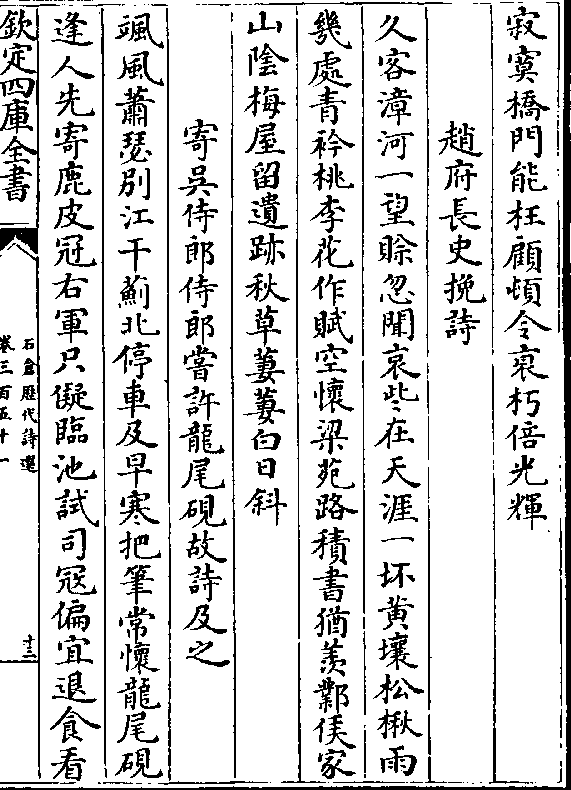 寂寞橋門能枉顧頓令衰朽倍光輝
趙府長史挽詩
久客漳河一望賒忽聞哀些在天涯一坏黄壤松楸雨
幾處青衿桃李花作賦空懷梁苑路積書猶羨鄴侯家
山陰梅屋留遺跡秋草萋萋白日斜
寄吳侍郎侍郎嘗許龍尾硯故詩及之
颯風蕭瑟别江干薊北停車及早寒把筆常懷龍尾硯
逢人先寄鹿皮冠右軍只儗臨池試司冦偏宜退食看
欽定四庫全書
石倉歷代詩選
卷三百五十一
十三